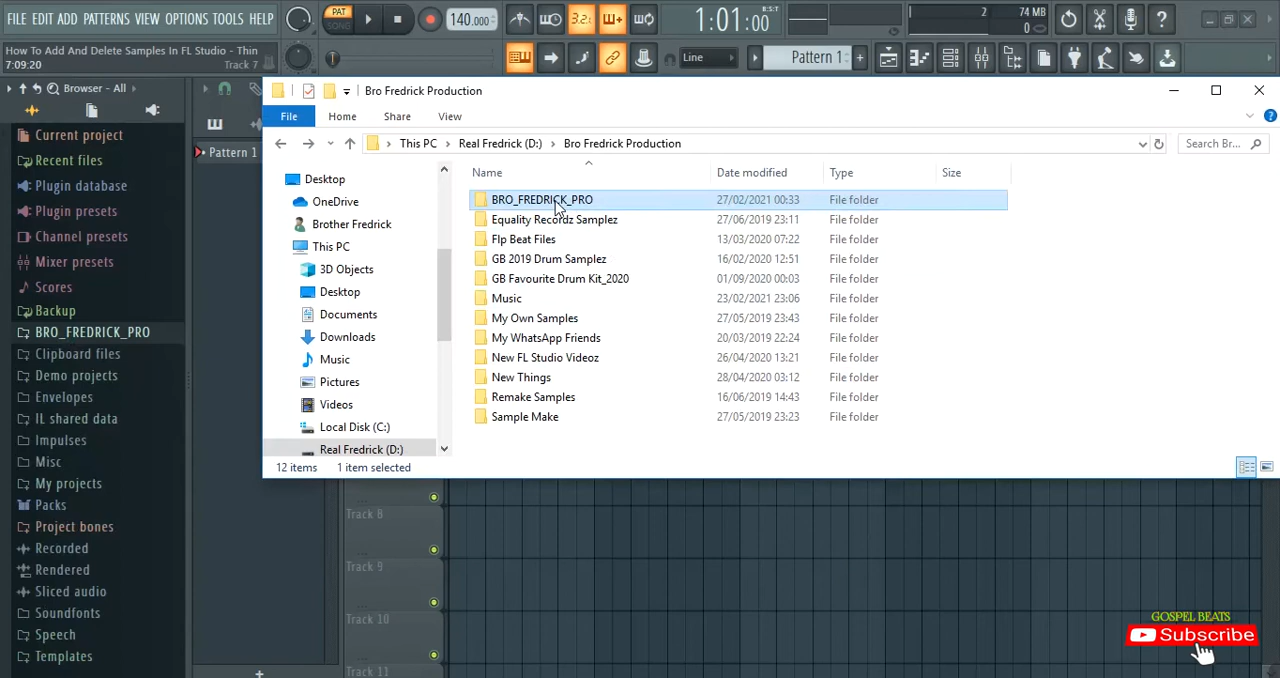 FILE EDIT ADD PATTERNS VIEW OPTIONS TOOLS HELP
PAT
SONG
140.000
3.2
1:01:00
B:S:T
2
74 MB
0
How To Add And Delete Samples In FL Studio - Thin
7:09:20
Track 7
Line
Pattern 1
Browser - All
Current project
Recent files
Plugin database
Plugin presets
Channel presets
Mixer presets
Scores
Backup
BRO_FREDRICK_PRO
Clipboard files
Demo projects
Envelopes
IL shared data
Impulses
Misc
My projects
Packs
Project bones
Recorded
Rendered
Sliced audio
Soundfonts
Speech
Templates
Pattern 1
Bro Fredrick Production
File
Home
Share
View
This PC
Real Fredrick (D:)
Bro Fredrick Production
Search Br...
Desktop
OneDrive
Brother Fredrick
This PC
3D Objects
Desktop
Documents
Downloads
Music
Pictures
Videos
Local Disk (C:)
Real Fredrick (D:)
Name Date modified Type Size
BRO_FREDRICK_PRO 27/02/2021 00:33 File folder
Equality Recordz Samplez 27/06/2019 23:11 File folder
Flp Beat Files 13/03/2020 07:22 File folder
GB 2019 Drum Samplez 16/02/2020 12:51 File folder
GB Favourite Drum Kit_2020 01/09/2020 00:03 File folder
Music 23/02/2021 23:06 File folder
My Own Samples 27/05/2019 23:43 File folder
My WhatsApp Friends 20/03/2019 22:24 File folder
New FL Studio Videoz 26/04/2020 13:21 File folder
New Things 28/04/2020 03:12 File folder
Remake Samples 16/06/2019 14:43 File folder
Sample Make 27/05/2019 23:23 File folder
12 items 1 item selected
Track 8
Track 9
Track 10
Track 11
GOSPEL BEATS
Subscribe